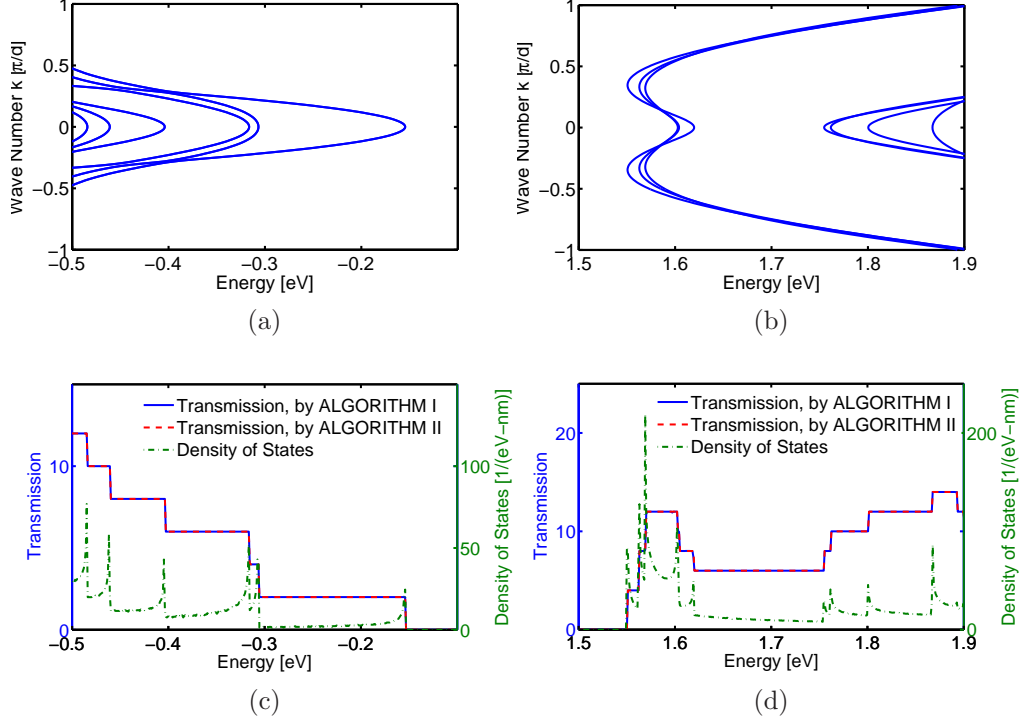 1
0.5
0
−0.5
−1
Wave Number κ [π/d]
−0.5 −0.4 −0.3 −0.2
Energy [eV]
(a)
1
0.5
0
−0.5
−1
Wave Number κ [π/d]
1.5 1.6 1.7 1.8 1.9
Energy [eV]
(b)
Transmission, by ALGORITHM I
Transmission, by ALGORITHM II
Density of States
10
0
Transmission
100
50
0
Density of States [1/(eV−nm)]
−0.5 −0.4 −0.3 −0.2
Energy [eV]
(c)
Transmission, by ALGORITHM I
Transmission, by ALGORITHM II
Density of States
20
10
0
Transmission
200
0
Density of States [1/(eV−nm)]
1.5 1.6 1.7 1.8 1.9
Energy [eV]
(d)